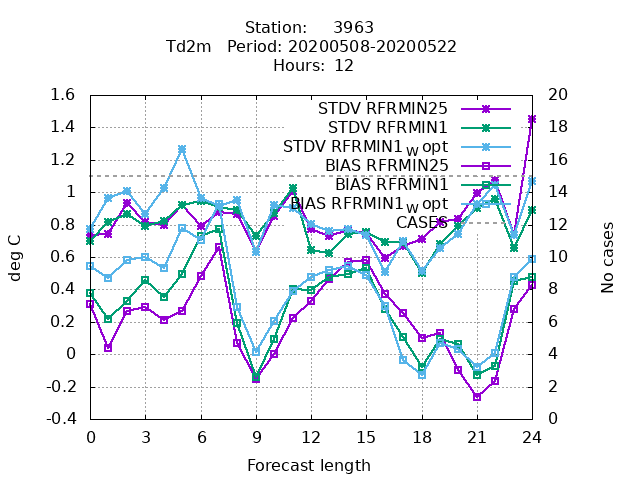 Station:     3963
Td2m   Period: 20200508-20200522
Hours: 12
1.6
1.4
1.2
1
0.8
0.6
0.4
0.2
0
-0.2
-0.4
deg C
STDV RFRMIN25
STDV RFRMIN1
STDV RFRMIN1_W opt
BIAS RFRMIN25
BIAS RFRMIN1
BIAS RFRMIN1_W opt
CASES
20
18
16
14
12
10
8
6
4
2
0
No cases
0 3 6 9 12 15 18 21 24
Forecast length